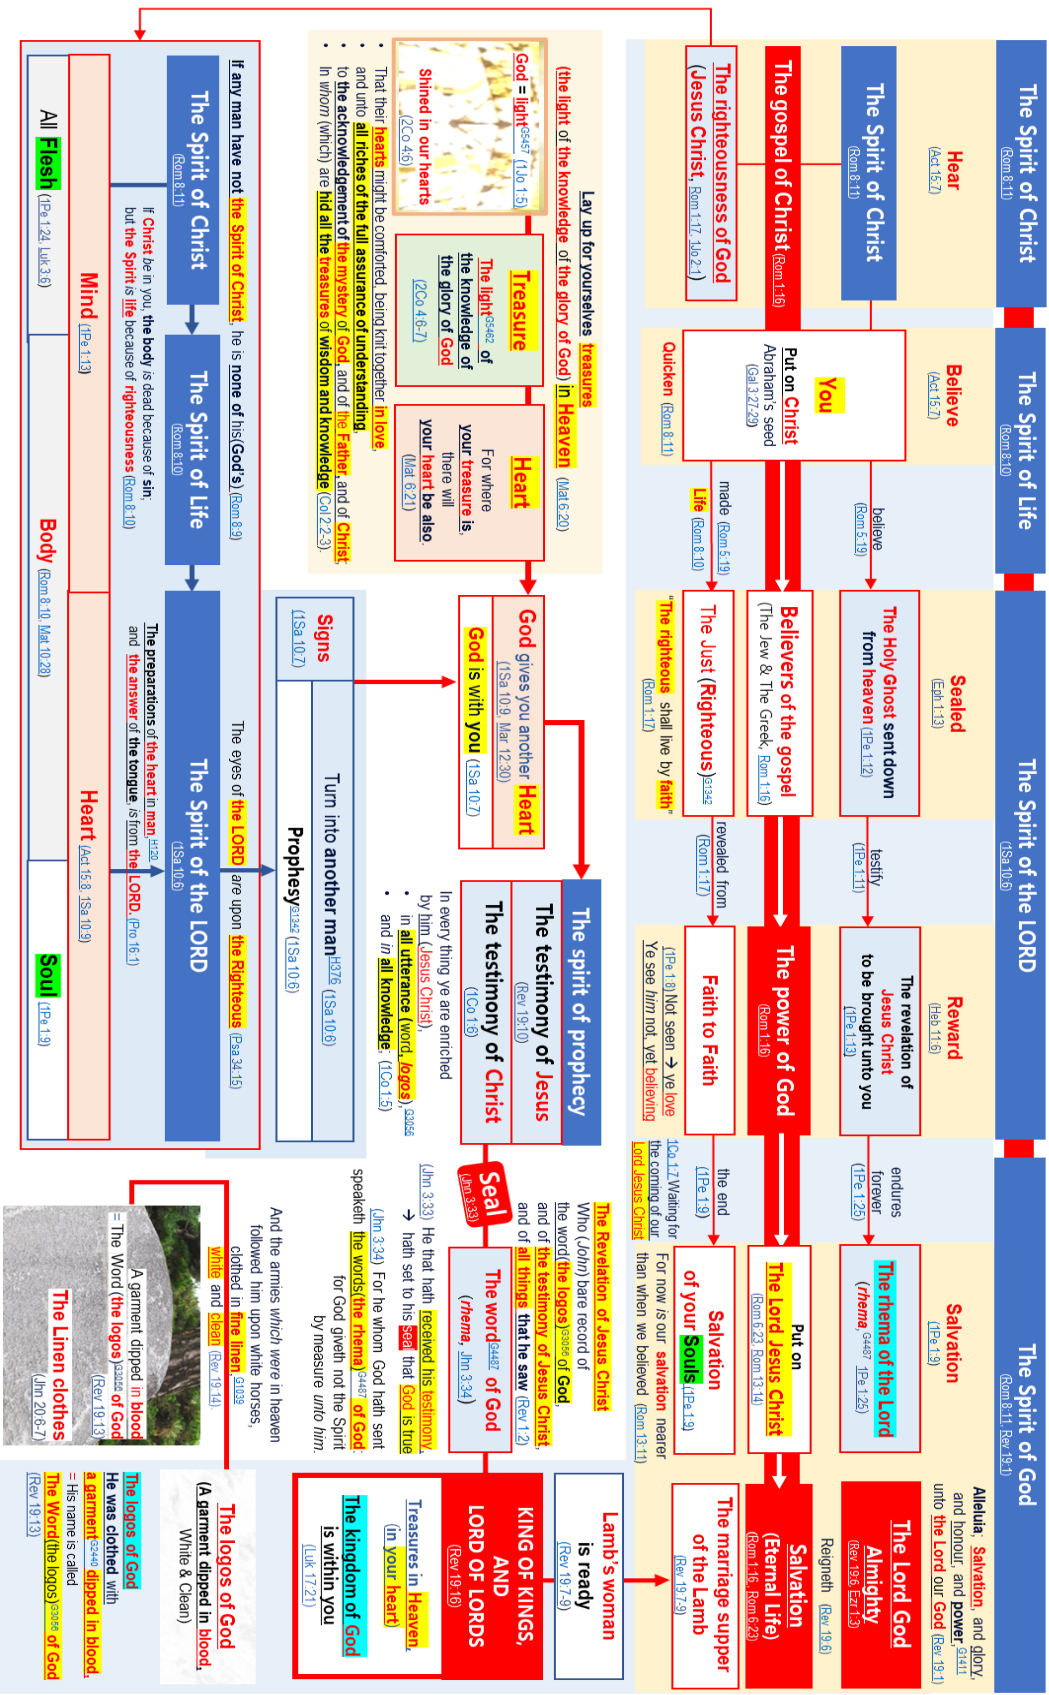 The Spirit of Christ
(Rom 8:11)
The Spirit of Life
(Rom 8:10)
The Spirit of the LORD
(1Sa 10:6)
The Spirit of God
(Rom 8:11, Rev 19:1)
Hear
(Act 15:7)
Believe
(Act 15:7)
Sealed
(Eph 1:13)
Reward
(Heb 11:6)
Salvation
(1Pe 1:9)
Alleluia; Salvation, and glory,
and honour, and power,G1411
unto the Lord our God (Rev 19:1)
The Spirit of Christ
(Rom 8:11)
believe
(Rom 5:19)
The Holy Ghost sent down
from heaven (1Pe 1:12)
testify
(1Pe 1:11)
The revelation of
Jesus Christ
to be brought unto you
(1Pe 1:13)
endures
forever
(1Pe 1:25)
The rhema of the Lord
(rhema,G4487 1Pe 1:25)
The Lord God
Almighty
(Rev 19:6, Ezr 1:3)
Reigneth (Rev 19:6)
The gospel of Christ (Rom 1:16)
You
Put on Christ
Abraham's seed
(Gal 3:27-29)
Believers of the gospel
(The Jew & The Greek, Rom 1:16)
The power of God
(Rom 1:16)
Put on
The Lord Jesus Christ
(Rom 6:23, Rom 13:14)
Salvation
(Eternal Life)
(Rom 1:16, Rom 6:23)
The righteousness of God
(Jesus Christ, Rom 1:17, 1Jo 2:1)
Quicken (Rom 8:11)
made (Rom 5:19)
Life (Rom 8:10)
The Just (Righteous)G1342
"The righteous shall live by faith"
(Rom 1:17)
revealed from
(Rom 1:17)
Faith to Faith
(1Pe 1:8) Not seen → ye love
Ye see him not, yet believing
the end
(1Pe 1:9)
1Co 1:7 Waiting for
the coming of our
Lord Jesus Christ
Salvation
of your Souls (1Pe 1:9)
For now is our salvation nearer
than when we believed (Rom 13:11)
The marriage supper
of the Lamb
(Rev 19:7-9)
Lay up for yourselves treasures
(the light of the knowledge of the glory of God) in Heaven (Mat 6:20)
God = lightG5457 (1Jo 1:5)
Shined in our hearts
(2Co 4:6)
Treasure
The lightG5462 of
the knowledge of
the glory of God
(2Co 4:6-7)
Heart
For where
your treasure is,
there will
your heart be also.
(Mat 6:21)
• That their hearts might be comforted, being knit together in love,
• and unto all riches of the full assurance of understanding,
• to the acknowledgement of the mystery of God, and of the Father, and of Christ;
• In whom (which) are hid all the treasures of wisdom and knowledge (Col 2:2-3).
God gives you another Heart
(1Sa 10:9, Mar 12:30)
God is with you (1Sa 10:7)
The spirit of prophecy
The testimony of Jesus
(Rev 19:10)
The testimony of Christ
(1Co 1:6)
In every thing ye are enriched
by him (Jesus Christ),
• in all utterance (word, logos),G3056
• and in all knowledge; (1Co 1:5)
Seal
(Jhn 3:33)
The Revelation of Jesus Christ
Who (John) bare record of
the word(the logos)G3056 of God,
and of the testimony of Jesus Christ,
and of all things that he saw (Rev 1:2)
The wordG4487 of God
(rhema, Jhn 3:34)
(Jhn 3:33) He that hath received his testimony,
→ hath set to his seal that God is true
(Jhn 3:34) For he whom God hath sent
speaketh the words(the rhema)G4487 of God:
for God giveth not the Spirit
by measure unto him.
Lamb's woman
is ready
(Rev 19:7-9)
KING OF KINGS,
AND
LORD OF LORDS
(Rev 19:16)
Treasures in Heaven,
(in your heart)
The kingdom of God
is within you
(Luk 17:21)
Signs
(1Sa 10:7)
Turn into another manH376 (1Sa 10:6)
ProphesyG1342 (1Sa 10:6)
The eyes of the LORD are upon the Righteous (Psa 34:15)
If any man have not the Spirit of Christ, he is none of his(God's) (Rom 8:9)
The Spirit of Christ
(Rom 8:11)
The Spirit of Life
(Rom 8:10)
The Spirit of the LORD
(1Sa 10:6)
If Christ be in you, the body is dead because of sin;
but the Spirit is life because of righteousness (Rom 8:10)
The preparations of the heart in man,H120
and the answer of the tongue, is from the LORD. (Pro 16:1)
Mind (1Pe 1:13)
Heart (Act 15:8, 1Sa 10:9)
All Flesh (1Pe 1:24, Luk 3:6)
Body (Rom 8:10, Mat 10:28)
Soul (1Pe 1:9)
And the armies which were in heaven
followed him upon white horses,
clothed in fine linen,G1039
white and clean (Rev 19:14).
A garment dipped in blood
= The Word (the logos)G3056 of God
(Rev 19:13)
The Linen clothes
(Jhn 20:6-7)
The logos of God
(A garment dipped in blood,
White & Clean)
The logos of God
He was clothed with
a garmentG2440 dipped in blood,
= His name is called
The Word(the logos)G3056 of God
(Rev 19:13)